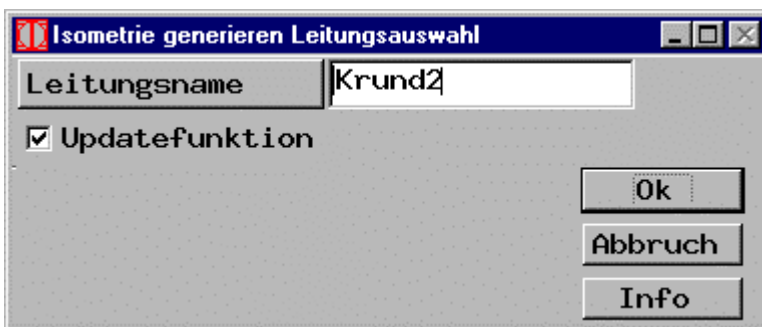 Isometrie generieren Leitungsauswahl
Leitungsname Krund2
Updatefunktion
Ok
Abbruch
Info